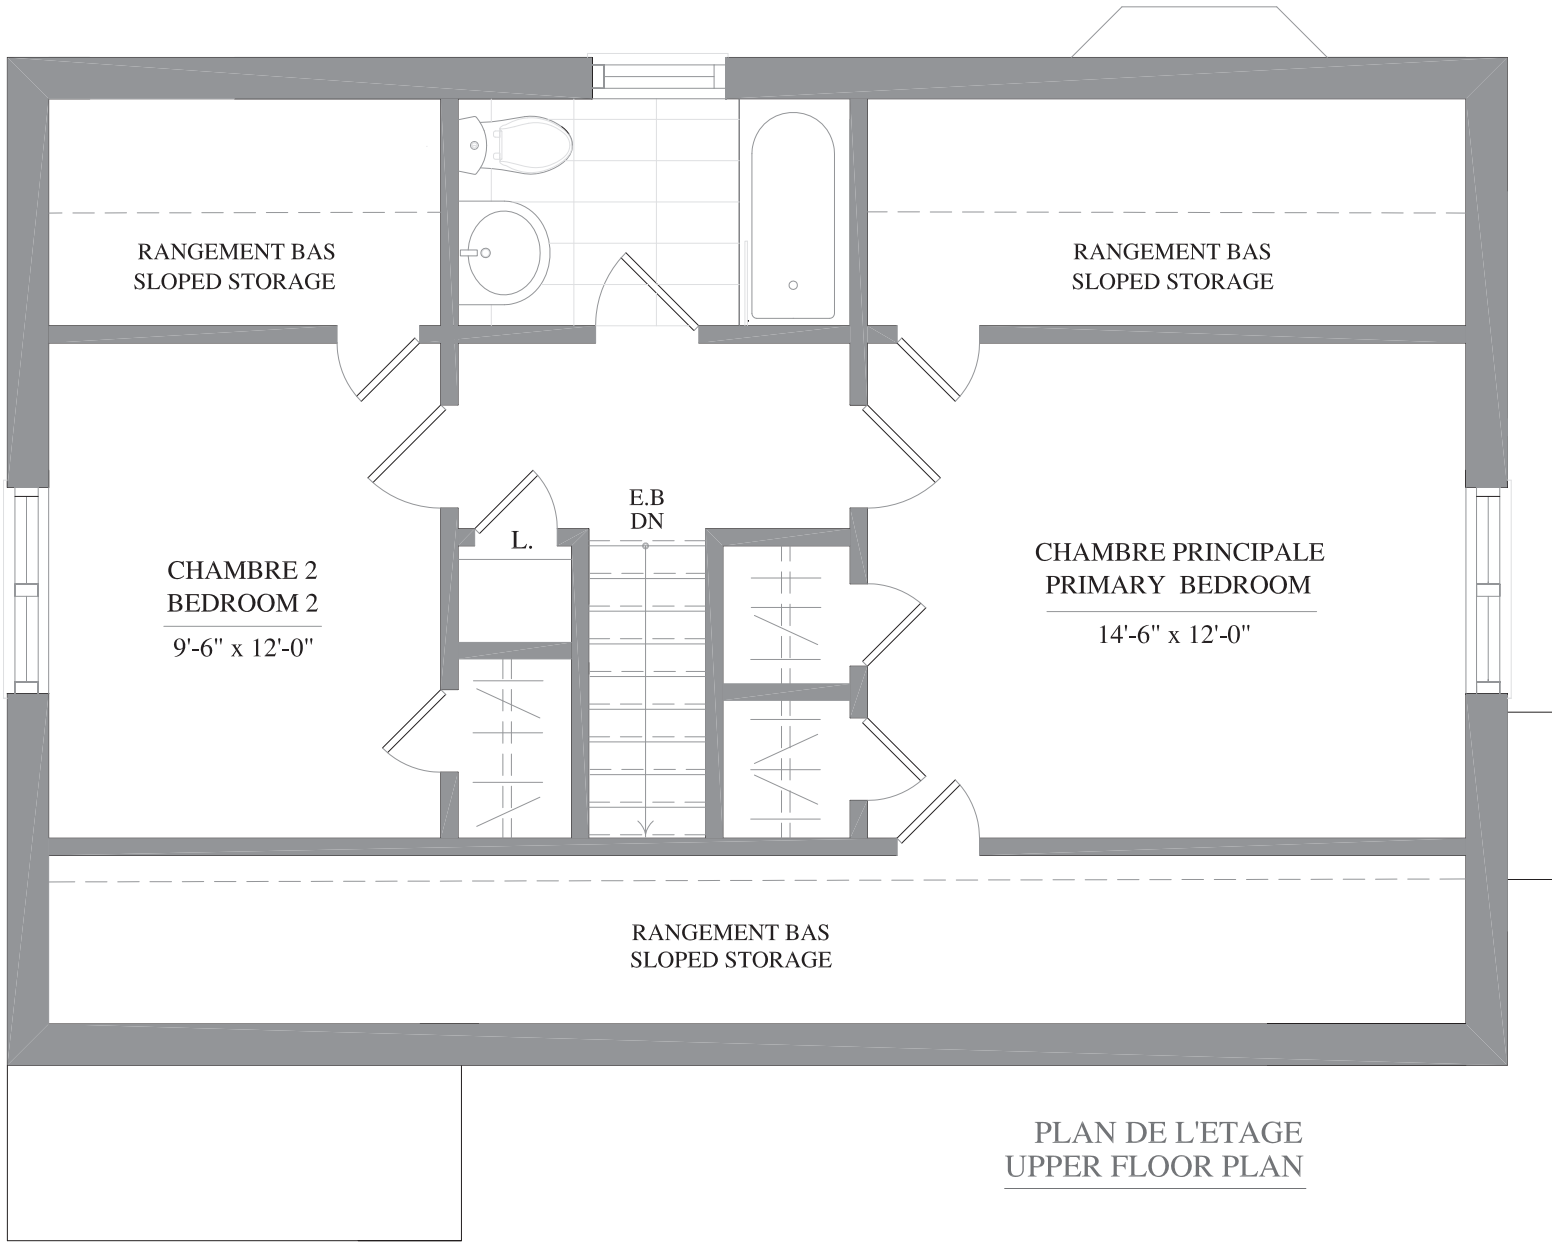 RANGEMENT BAS
SLOPED STORAGE
RANGEMENT BAS
SLOPED STORAGE
E.B
DN
L.
CHAMBRE 2
BEDROOM 2
9'-6" x 12'-0"
CHAMBRE PRINCIPALE
PRIMARY BEDROOM
14'-6" x 12'-0"
RANGEMENT BAS
SLOPED STORAGE
PLAN DE L'ETAGE
UPPER FLOOR PLAN